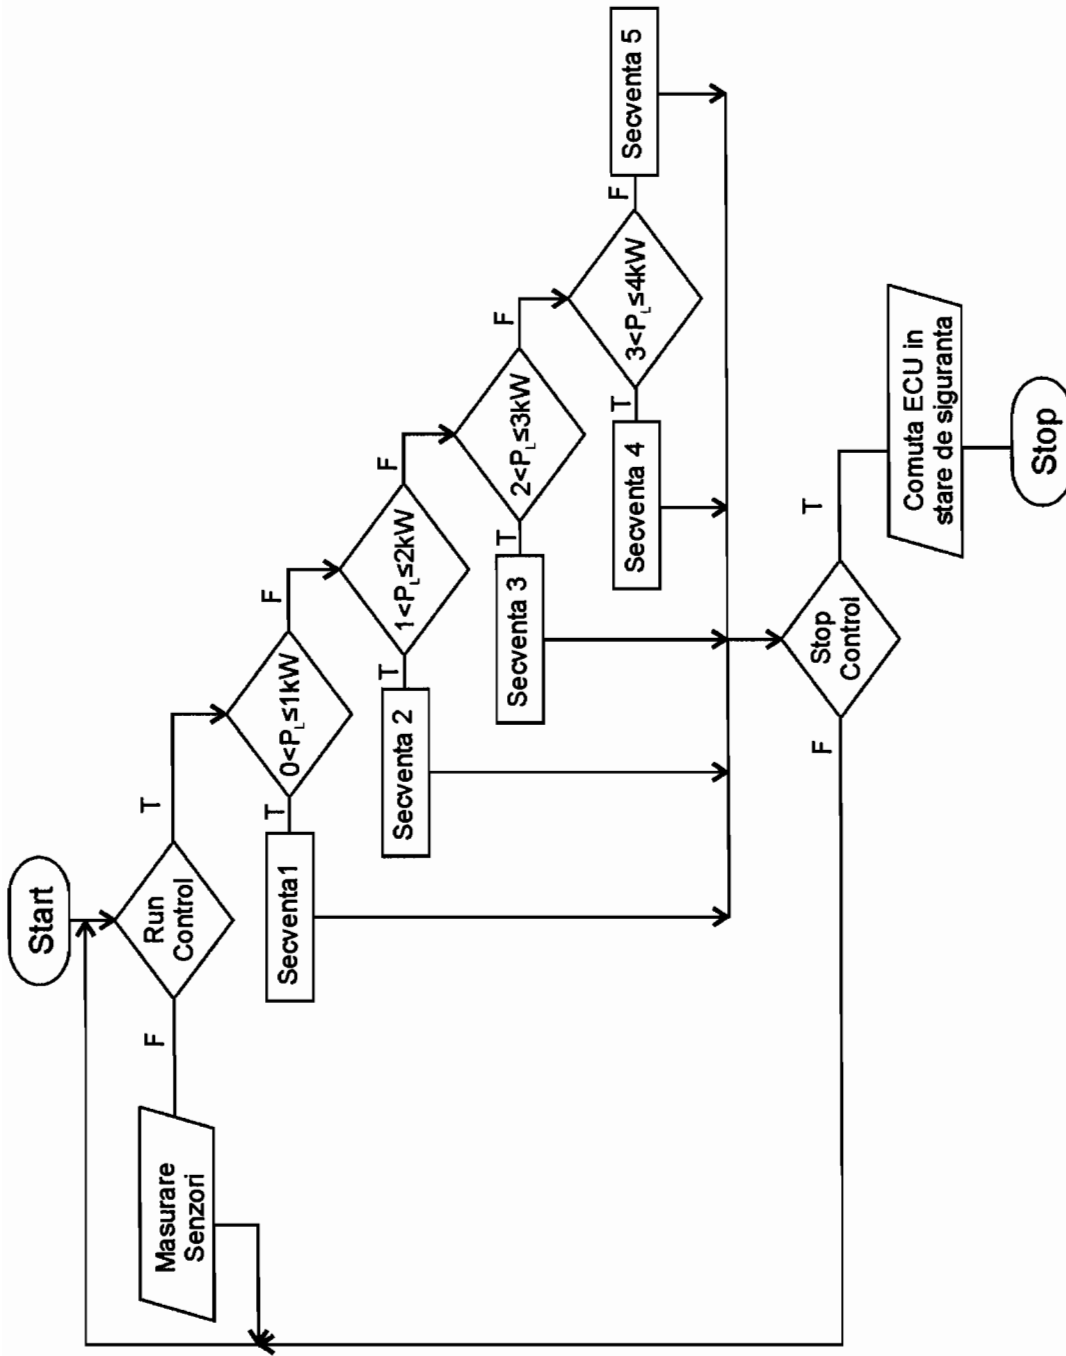 Start
Run
Control
F
T
Masurare
Senzori
0<P_L≤1kW
T
F
Secventa1
1<P_L≤2kW
T
F
Secventa 2
2<P_L≤3kW
T
F
Secventa 3
3<P_L≤4kW
T
F
Secventa 4
Secventa 5
Stop
Control
F
T
Comuta ECU in
stare de siguranta
Stop